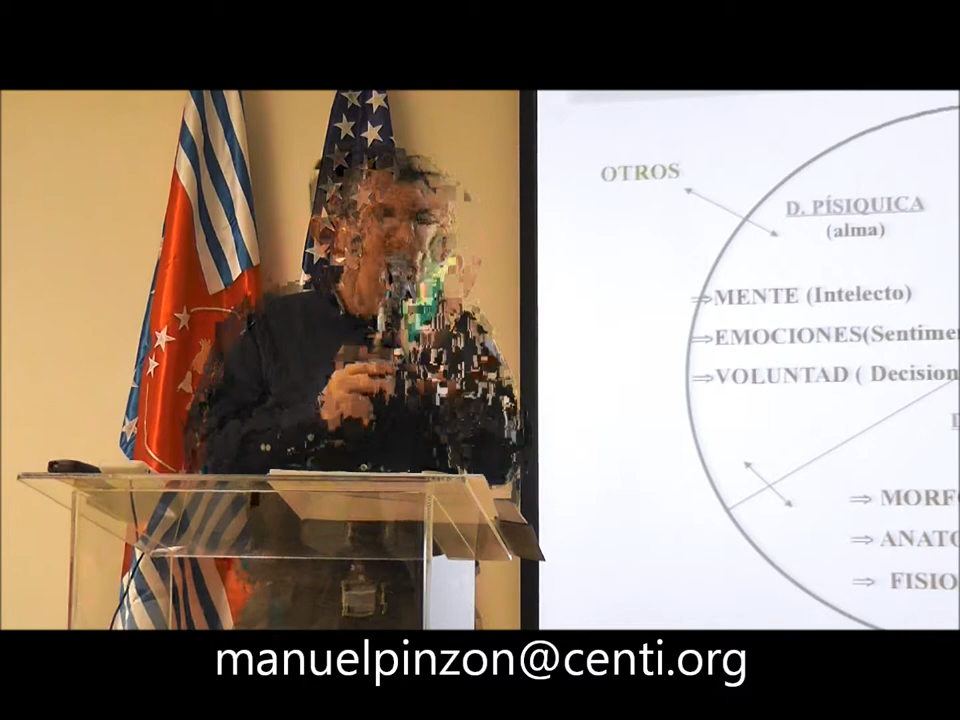 OTROS
D. PÍSIQUICA
(alma)
⇒MENTE (Intelecto)
⇒EMOCIONES(Sentime
⇒VOLUNTAD ( Decision
⇒ MORF
⇒ ANATO
⇒ FISIO
manuelpinzon@centi.org